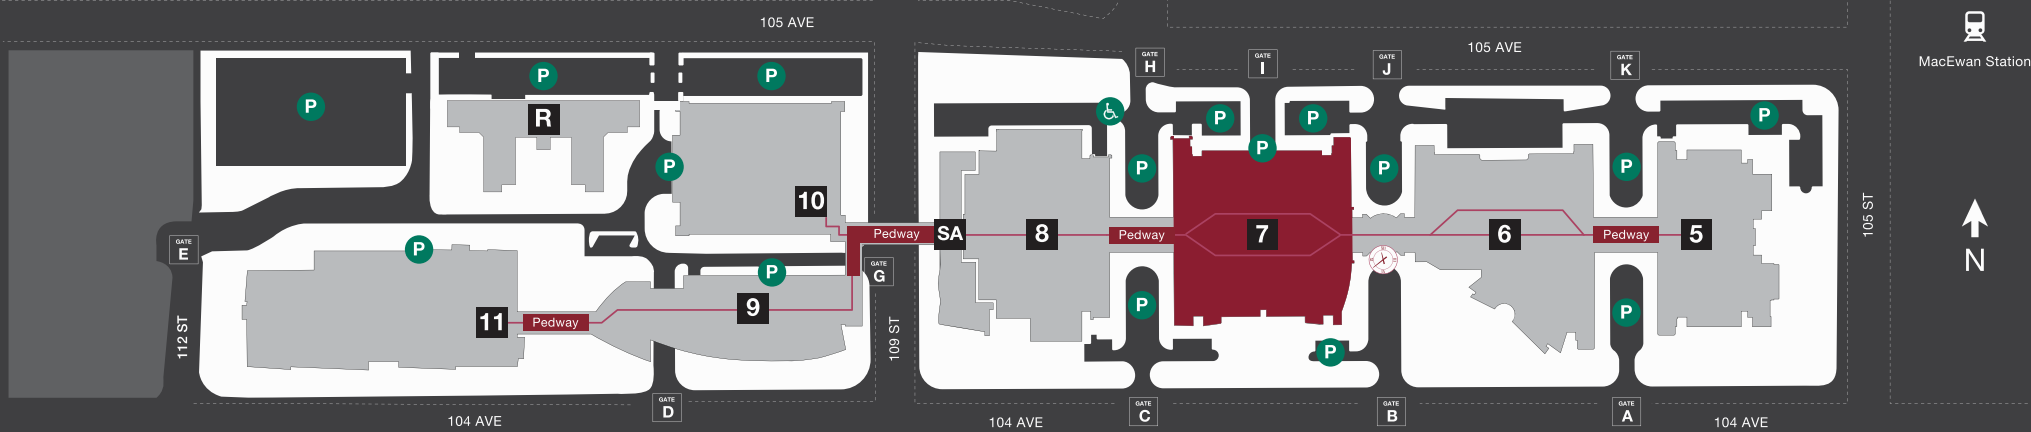 105 AVE
105 AVE
MacEwan Station
GATE
H
GATE
I
GATE
J
GATE
K
P
P
P
R
P
P
P
P
P
P
P
P
P
10
Pedway
SA
8
Pedway
7
6
Pedway
5
105 ST
N
GATE
E
P
P
GATE
G
9
11
Pedway
P
P
P
112 ST
109 ST
GATE
D
GATE
C
GATE
B
GATE
A
104 AVE
104 AVE
104 AVE